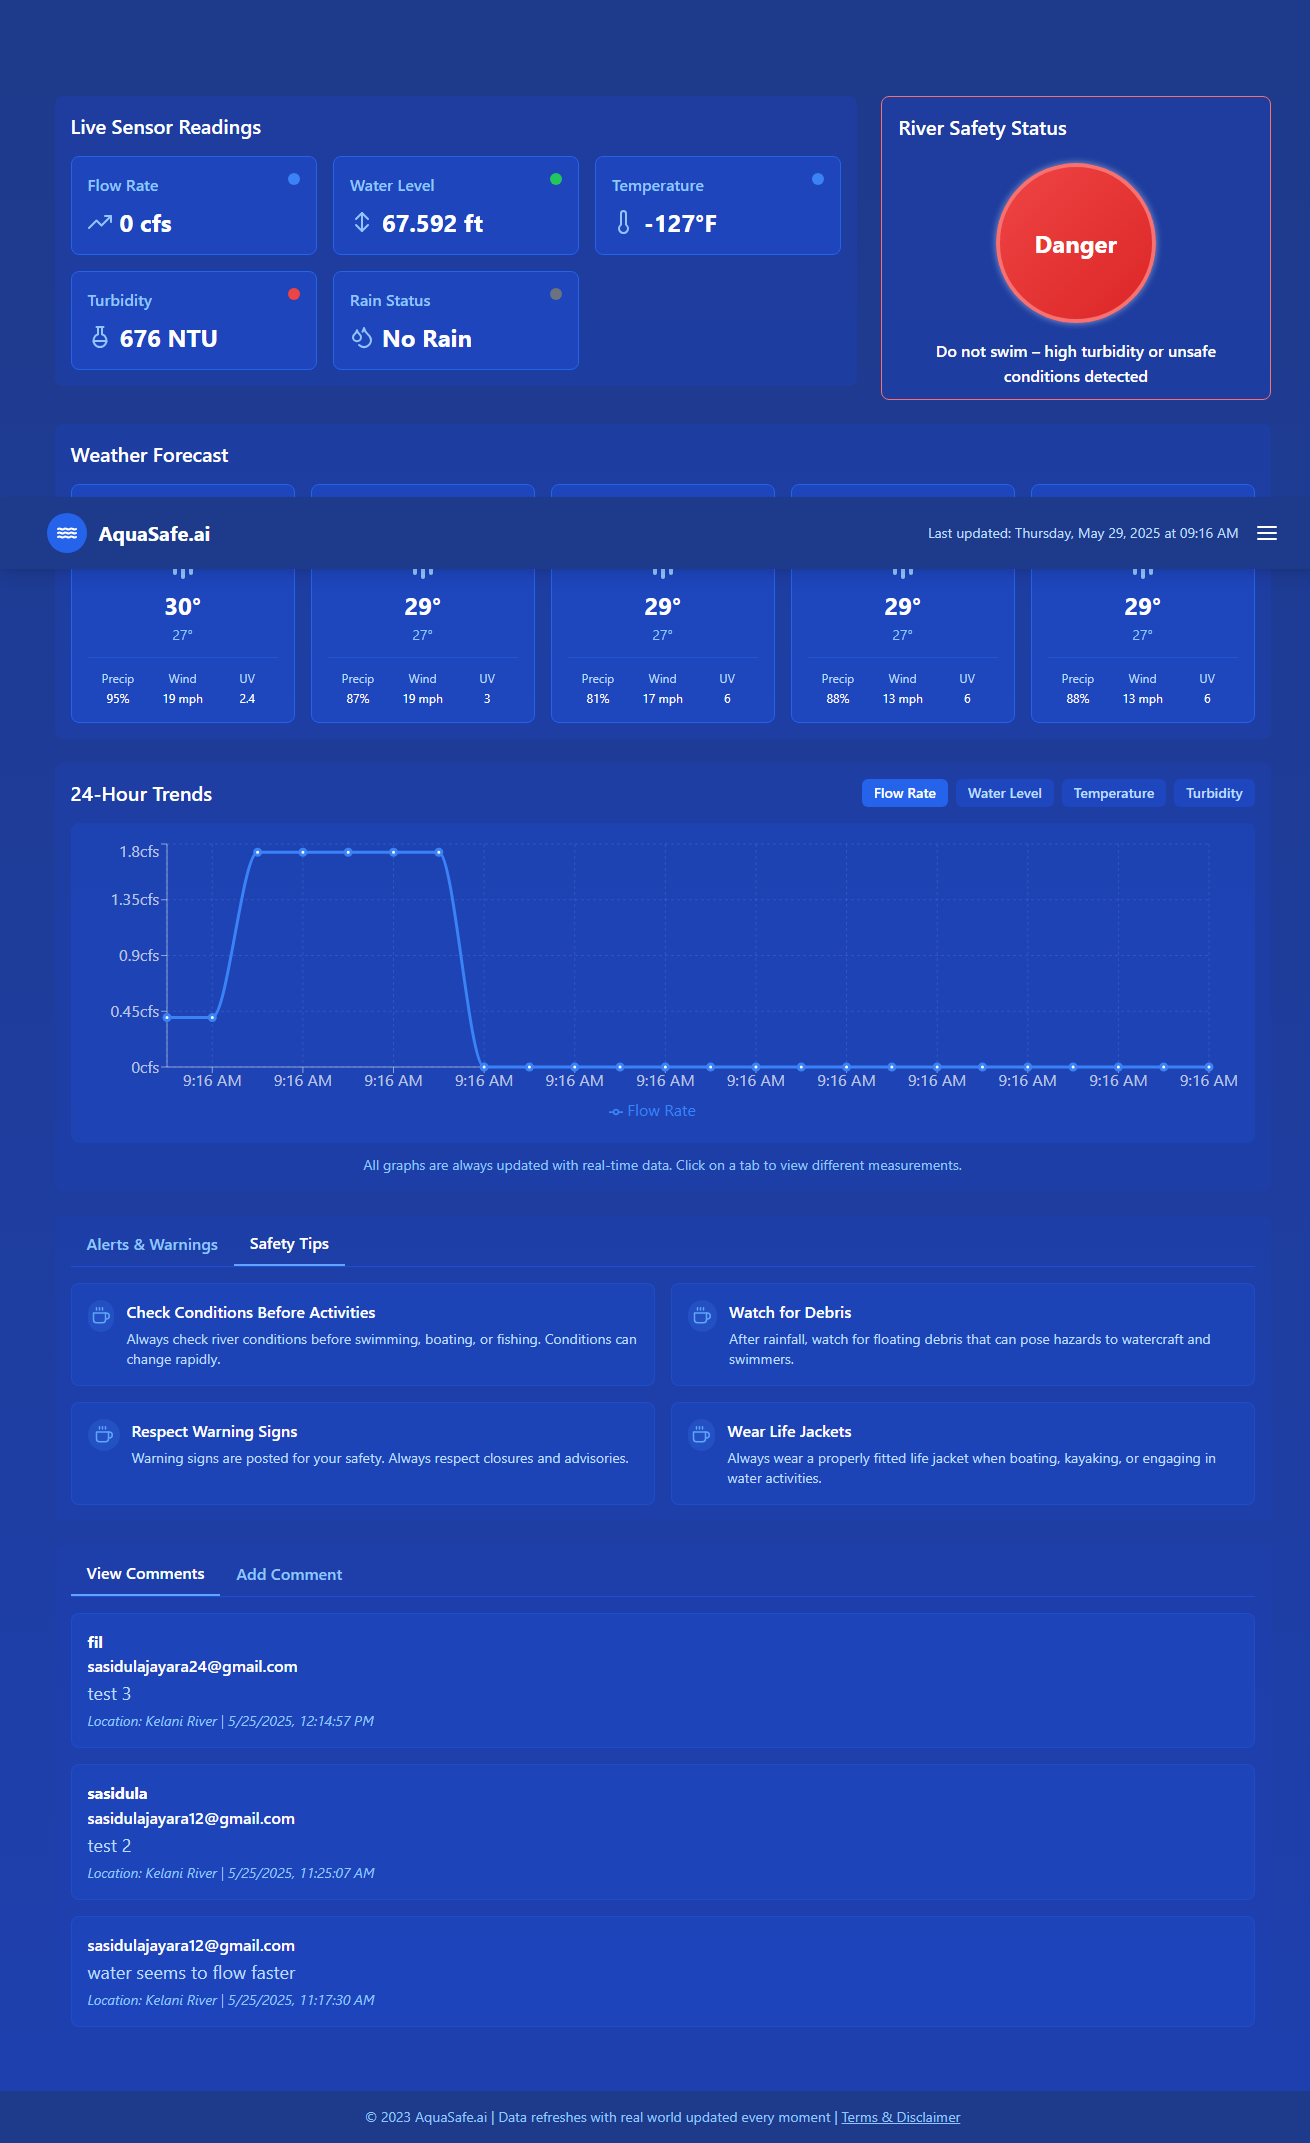 Live Sensor Readings
Flow Rate
0 cfs
Water Level
67.592 ft
Temperature
-127°F
Turbidity
676 NTU
Rain Status
No Rain
River Safety Status
Danger
Do not swim – high turbidity or unsafe
conditions detected
Weather Forecast
AquaSafe.ai
Last updated: Thursday, May 29, 2025 at 09:16 AM
30°
27°
Precip Wind UV
95% 19 mph 2.4
29°
27°
Precip Wind UV
87% 19 mph 3
29°
27°
Precip Wind UV
81% 17 mph 6
29°
27°
Precip Wind UV
88% 13 mph 6
29°
27°
Precip Wind UV
88% 13 mph 6
24-Hour Trends
Flow Rate Water Level Temperature Turbidity
1.8cfs
1.35cfs
0.9cfs
0.45cfs
0cfs
9:16 AM 9:16 AM 9:16 AM 9:16 AM 9:16 AM 9:16 AM 9:16 AM 9:16 AM 9:16 AM 9:16 AM 9:16 AM 9:16 AM
Flow Rate
All graphs are always updated with real-time data. Click on a tab to view different measurements.
Alerts & Warnings Safety Tips
Check Conditions Before Activities
Always check river conditions before swimming, boating, or fishing. Conditions can
change rapidly.
Watch for Debris
After rainfall, watch for floating debris that can pose hazards to watercraft and
swimmers.
Respect Warning Signs
Warning signs are posted for your safety. Always respect closures and advisories.
Wear Life Jackets
Always wear a properly fitted life jacket when boating, kayaking, or engaging in
water activities.
View Comments Add Comment
fil
sasidulajayara24@gmail.com
test 3
Location: Kelani River | 5/25/2025, 12:14:57 PM
sasidula
sasidulajayara12@gmail.com
test 2
Location: Kelani River | 5/25/2025, 11:25:07 AM
sasidulajayara12@gmail.com
water seems to flow faster
Location: Kelani River | 5/25/2025, 11:17:30 AM
© 2023 AquaSafe.ai | Data refreshes with real world updated every moment | Terms & Disclaimer